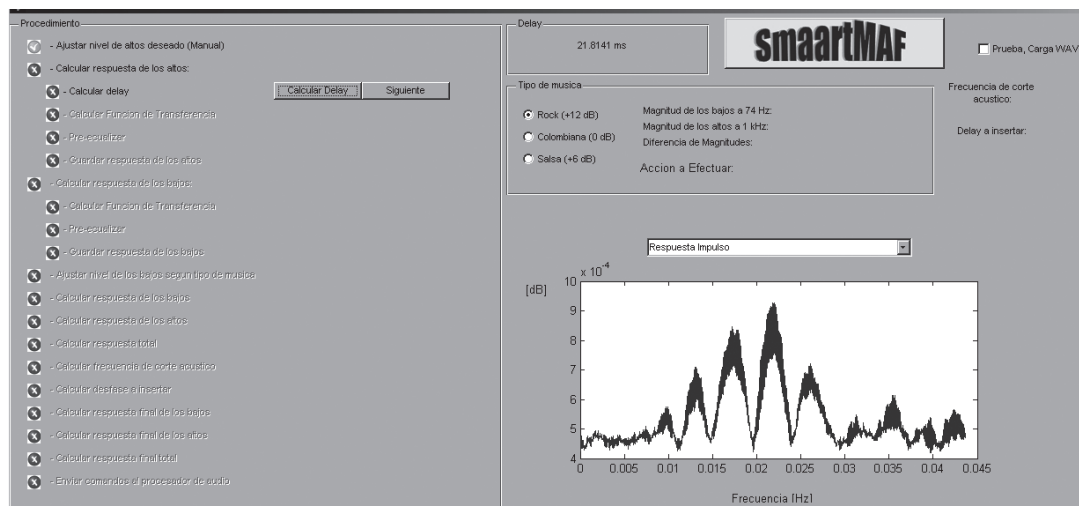 Procedimiento
- Ajustar nivel de altos deseado (Manual)
- Calcular respuesta de los altos:
- Calcular delay
Calcular Delay
Siguiente
- Calcular Funcion de Transferencia
- Pre-equalizer
- Guardar respuesta de los altos
- Calcular respuesta de los bajos:
- Calcular Funcion de Transferencia
- Pre-equalizer
- Guardar respuesta de los bajos
- Ajustar nivel de los bajos segun tipo de musica
- Calcular respuesta de los bajos
- Calcular respuesta de los altos
- Calcular respuesta total
- Calcular frecuencia de corte acustico
- Calcular desfase a insertar
- Calcular respuesta final de los bajos
- Calcular respuesta final de los altos
- Calcular respuesta final total
- Enviar comandos al procesador de audio
Delay
21.8141 ms
smaartMAF
Prueba, Carga WAV
Tipo de musica
Rock (+12 dB)
Colombiana (0 dB)
Salsa (+6 dB)
Magnitud de los bajos a 74 Hz:
Magnitud de los altos a 1 kHz:
Diferencia de Magnitudes:
Accion a Efectuar:
Frecuencia de corte
acustico:
Delay a insertar:
Respuesta Impulso
x 10⁻⁴
[dB]
10
9
8
7
6
5
4
0 0.005 0.01 0.015 0.02 0.025 0.03 0.035 0.04 0.045
Frecuencia [Hz]